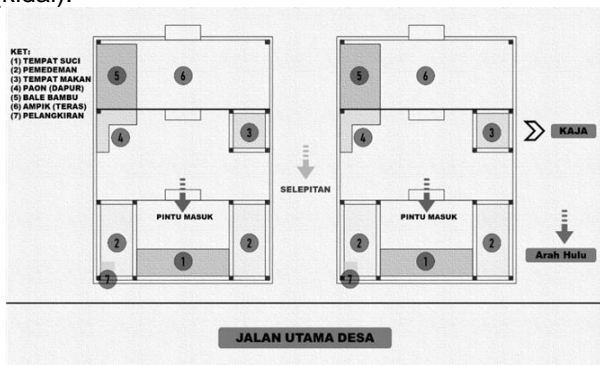 (kidul).
KET:
(1) TEMPAT SUCI
(2) PEMEDEMAN
(3) TEMPAT MAKAN
(4) PAON (DAPUR)
(5) BALE BAMBU
(6) AMPIK (TERAS)
(7) PELANGKIRAN
5
6
5
6
4
3
4
3
KAJA
SELEPITAN
PINTU MASUK
PINTU MASUK
2
2
2
2
1
1
Arah Hulu
7
7
JALAN UTAMA DESA